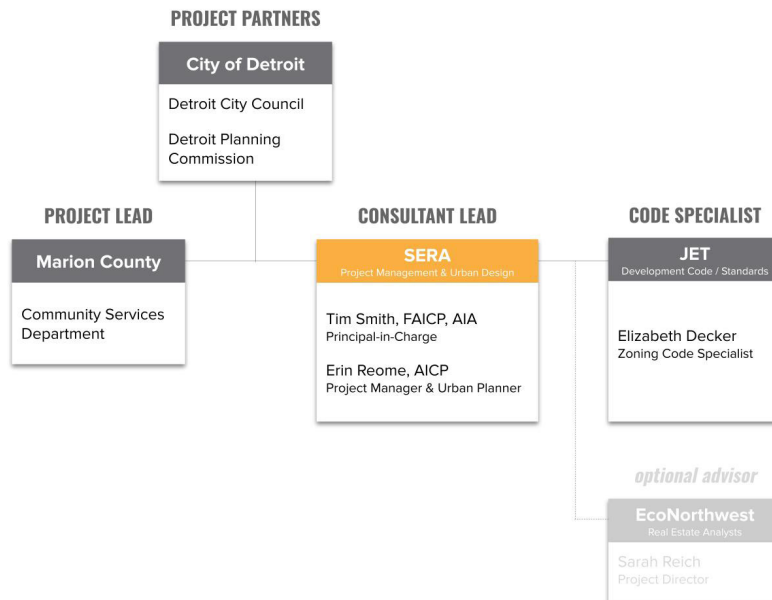 PROJECT PARTNERS
City of Detroit
Detroit City Council
Detroit Planning
Commission
PROJECT LEAD
Marion County
Community Services
Department
CONSULTANT LEAD
SERA
Project Management & Urban Design
Tim Smith, FAICP, AIA
Principal-in-Charge
Erin Reome, AICP
Project Manager & Urban Planner
CODE SPECIALIST
JET
Development Code / Standards
Elizabeth Decker
Zoning Code Specialist
optional advisor
EcoNorthwest
Real Estate Analysts
Sarah Reich
Project Director